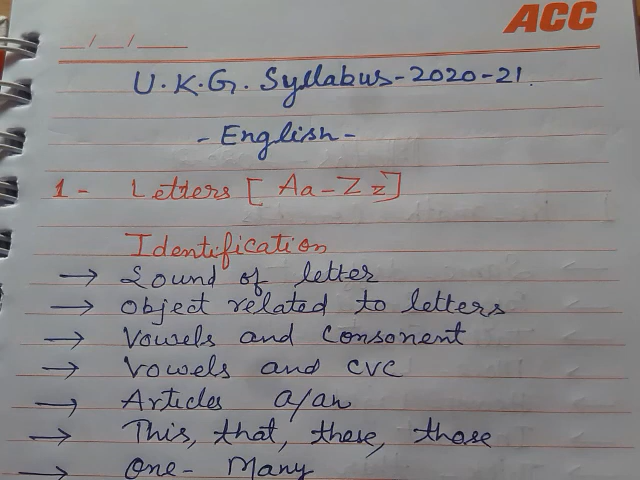 ACC
U.K.G. Syllabus-2020-21.
- English -
1- Letters [Aa-Zz]
Identification
→ Sound of letter
→ object related to letters
→ Vowels and Consonent
→ Vowels and CVC
→ Articles a/an
→ This, that, these, those
→ One- Many